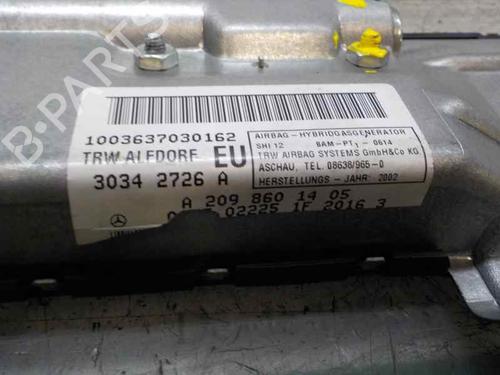 B-PARTS
1003637030162
TRW ALFDORF EU
3034 2726 A
AIRBAG-HYBRIDGASGENERATOR
SHI 12 BAM-PT1-0614
TRW AIRBAG SYSTEMS GmbH&Co KG
ASCHAU, TEL. 08638/965-0
HERSTELLUNGS-JAHR: 2002
A 209 860 14 05
02225 1F 2016 3